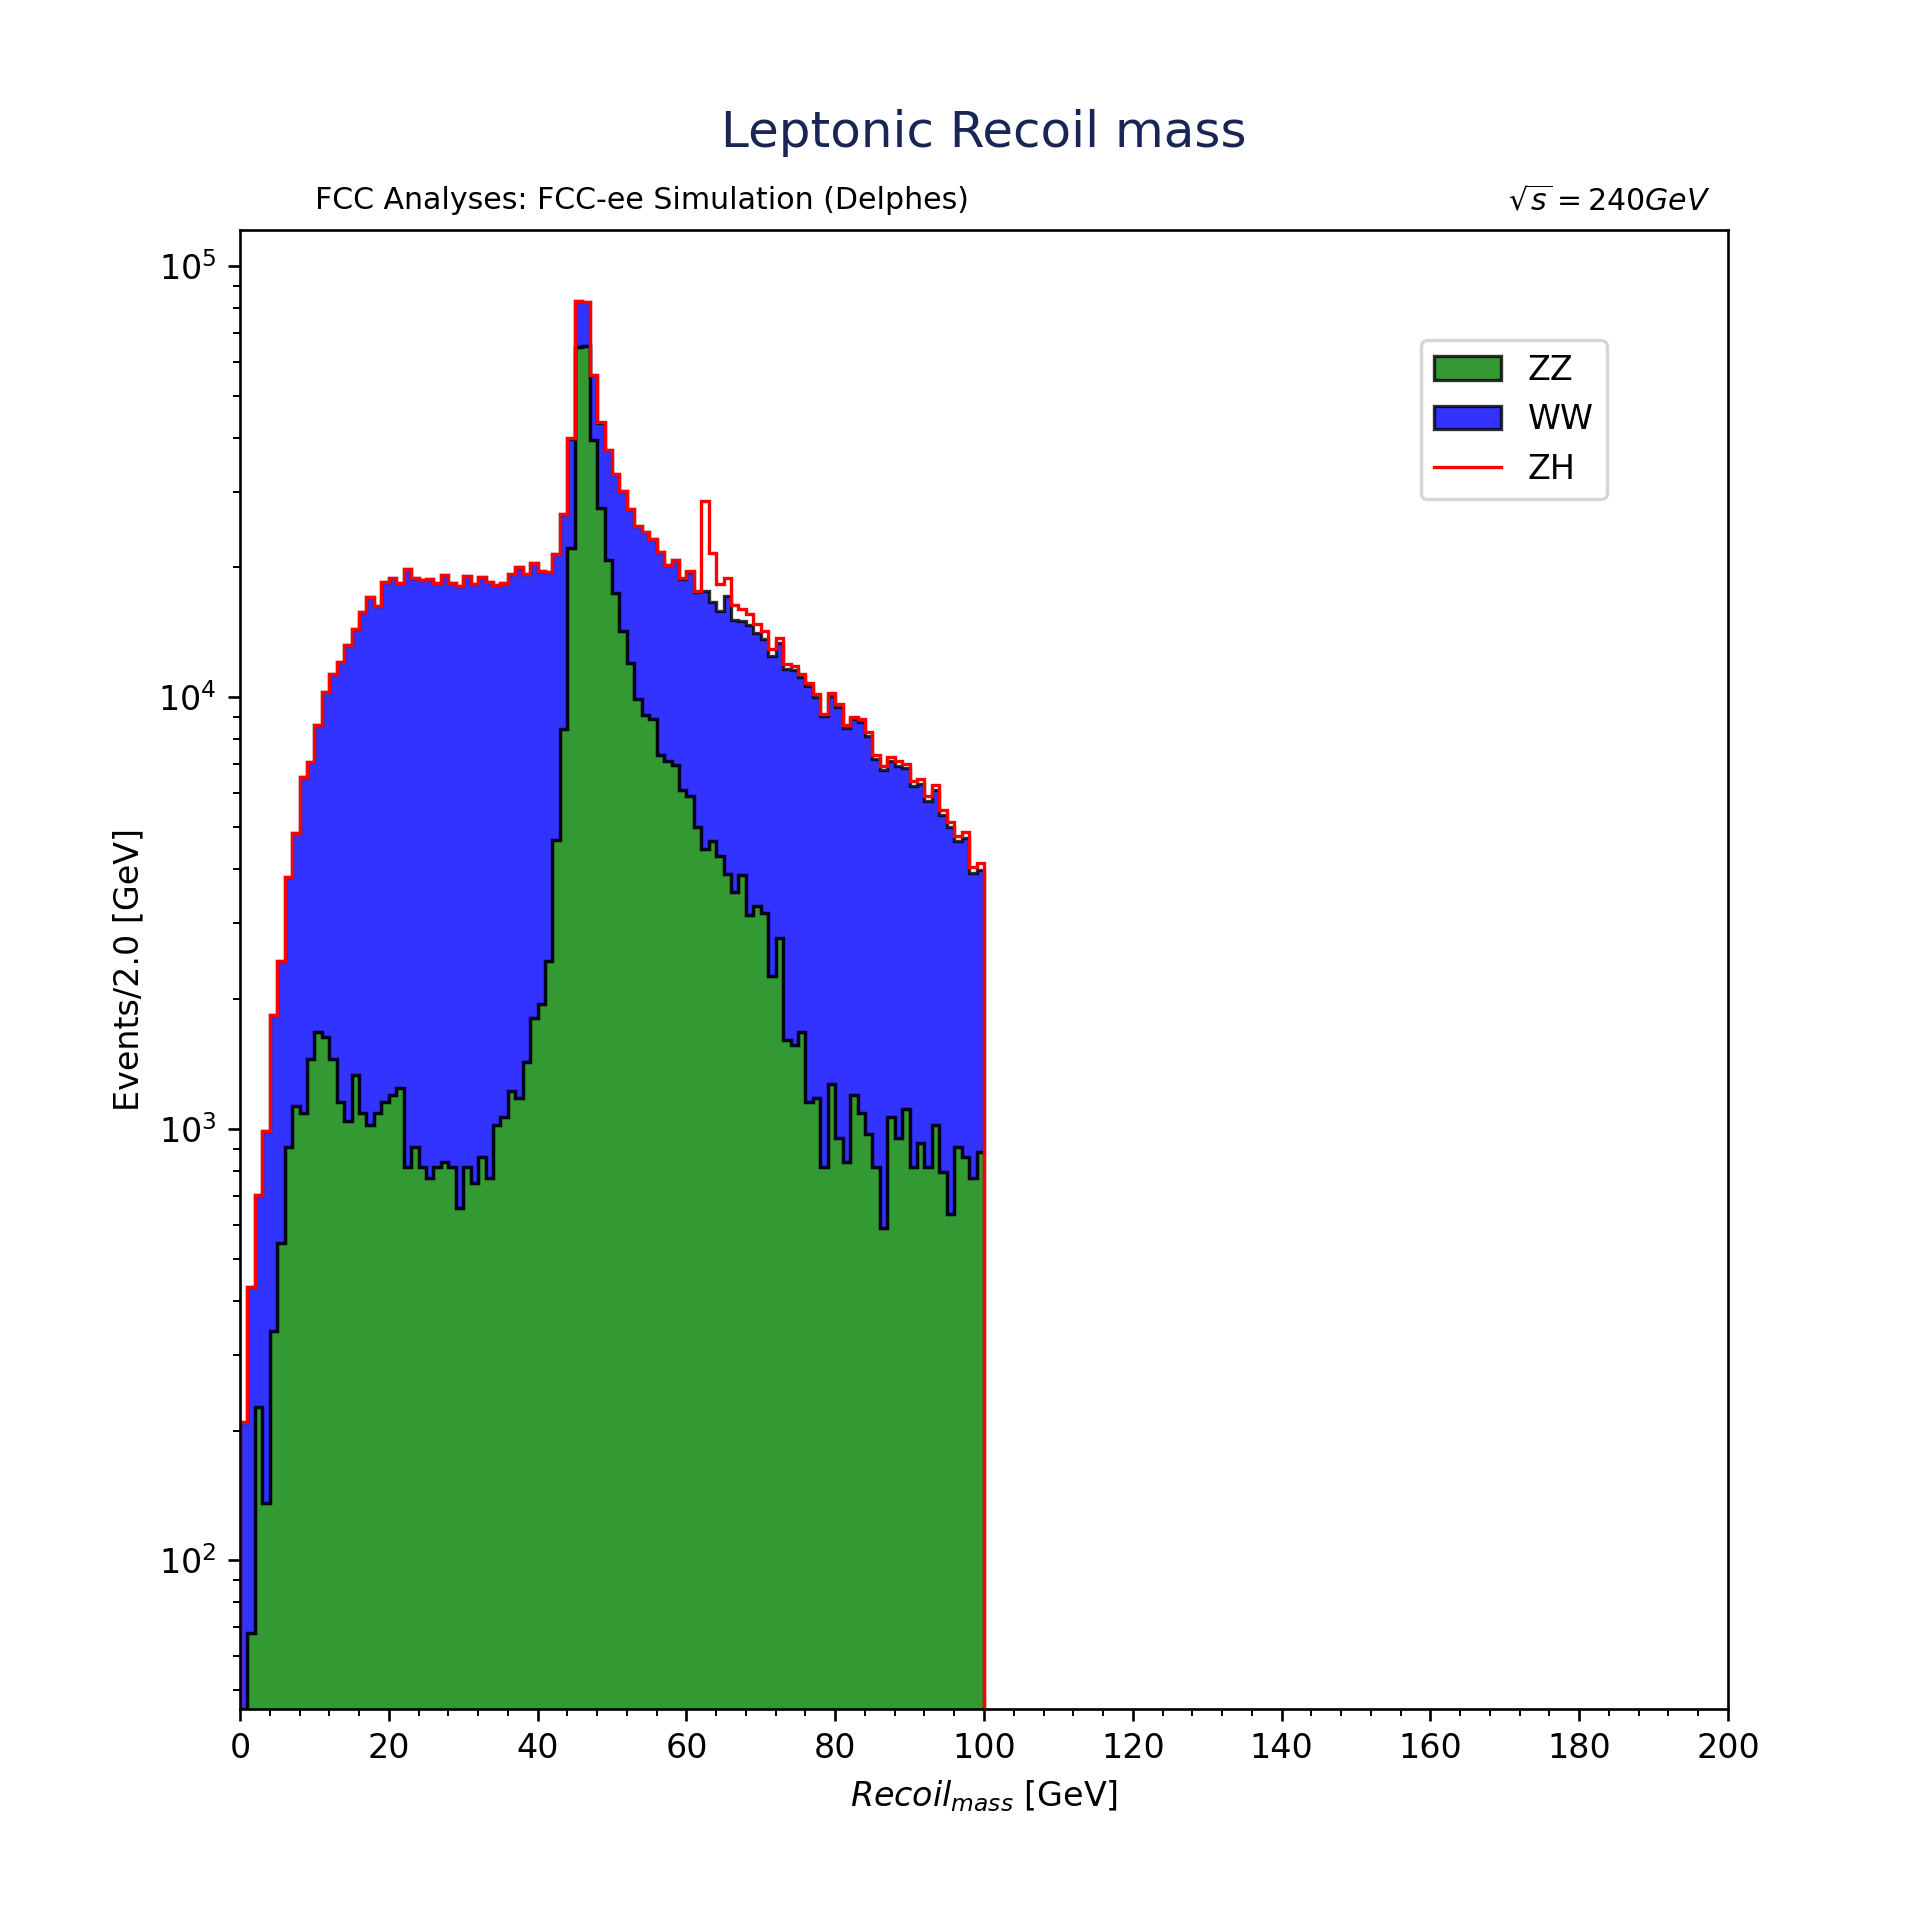 Leptonic Recoil mass
FCC Analyses: FCC-ee Simulation (Delphes)
√s = 240GeV
10⁵
10⁴
10³
10²
Events/2.0 [GeV]
ZZ
WW
ZH
0 20 40 60 80 100 120 140 160 180 200
Recoilₘₐₛₛ [GeV]